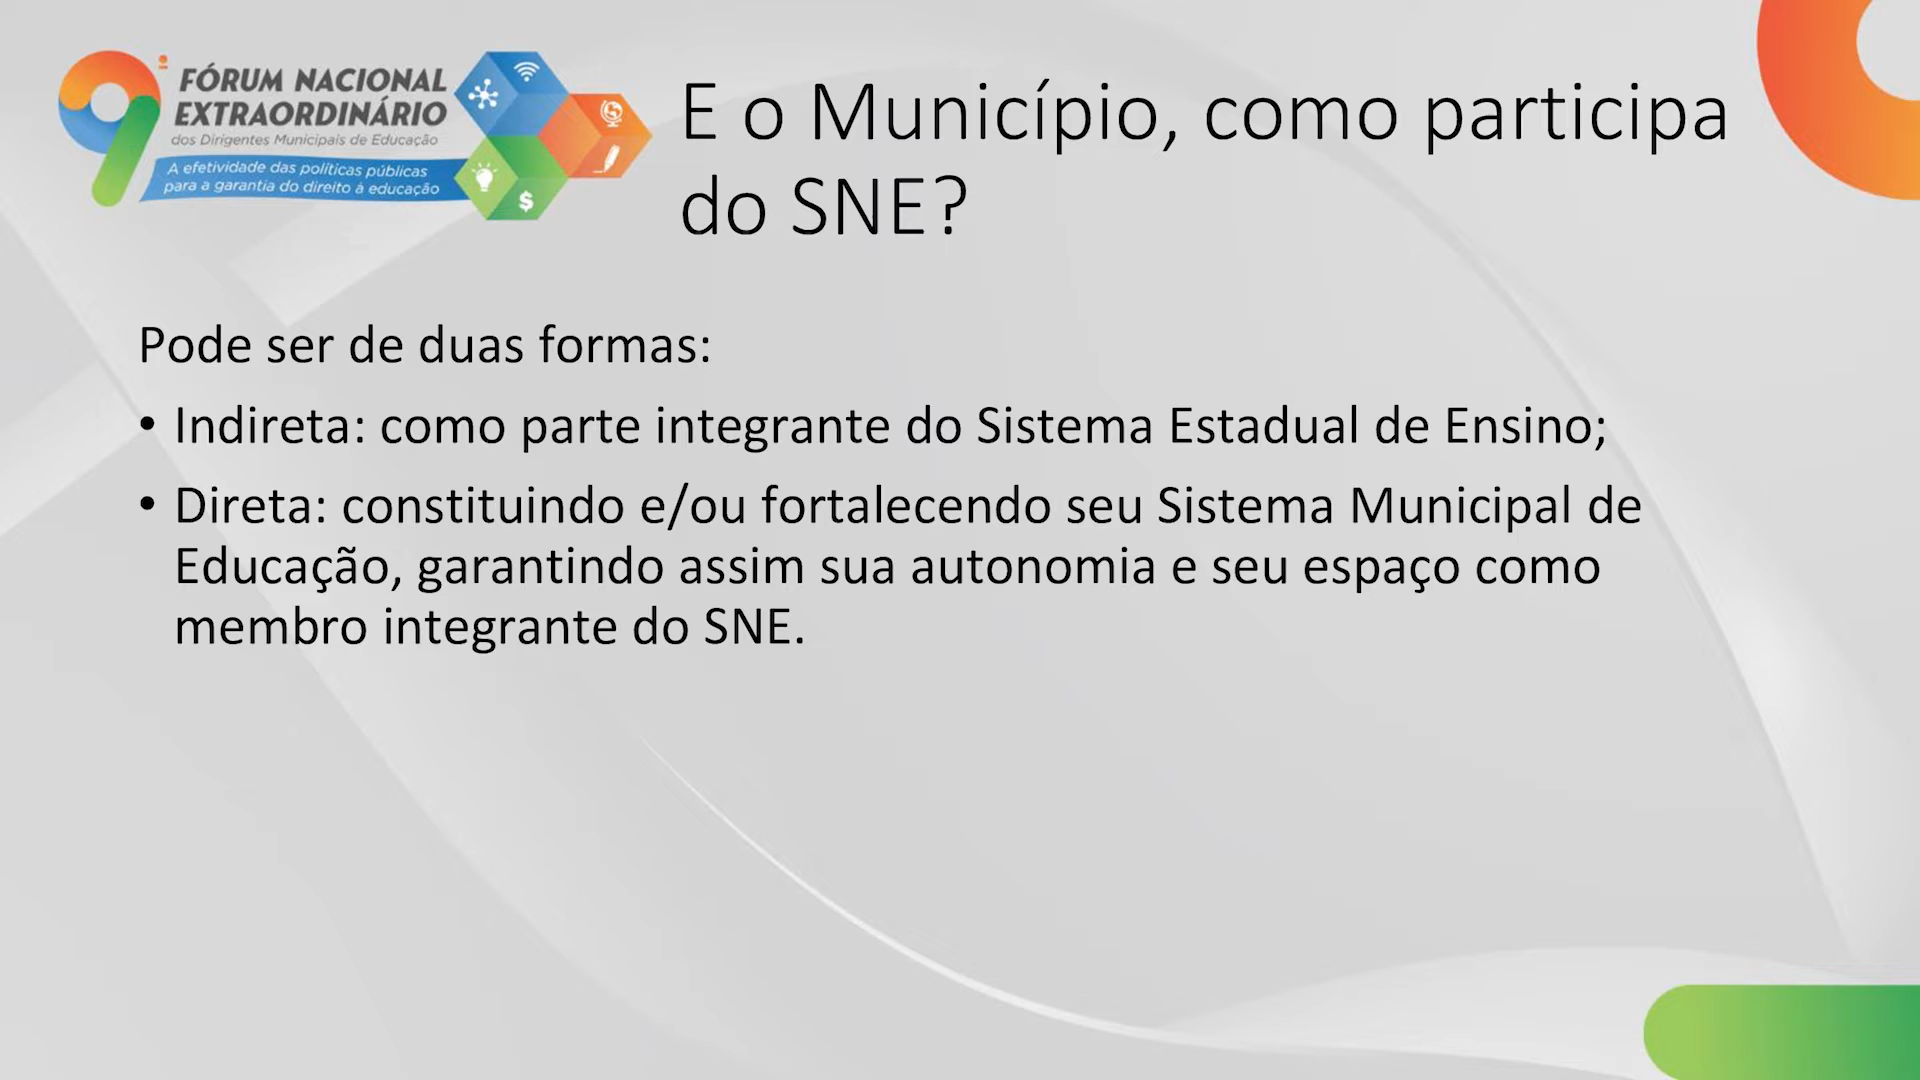 9º
FÓRUM NACIONAL
EXTRAORDINÁRIO
dos Dirigentes Municipais de Educação
A efetividade das políticas públicas
para a garantia do direito à educação
$
E o Município, como participa
do SNE?
Pode ser de duas formas:
• Indireta: como parte integrante do Sistema Estadual de Ensino;
• Direta: constituindo e/ou fortalecendo seu Sistema Municipal de
Educação, garantindo assim sua autonomia e seu espaço como
membro integrante do SNE.